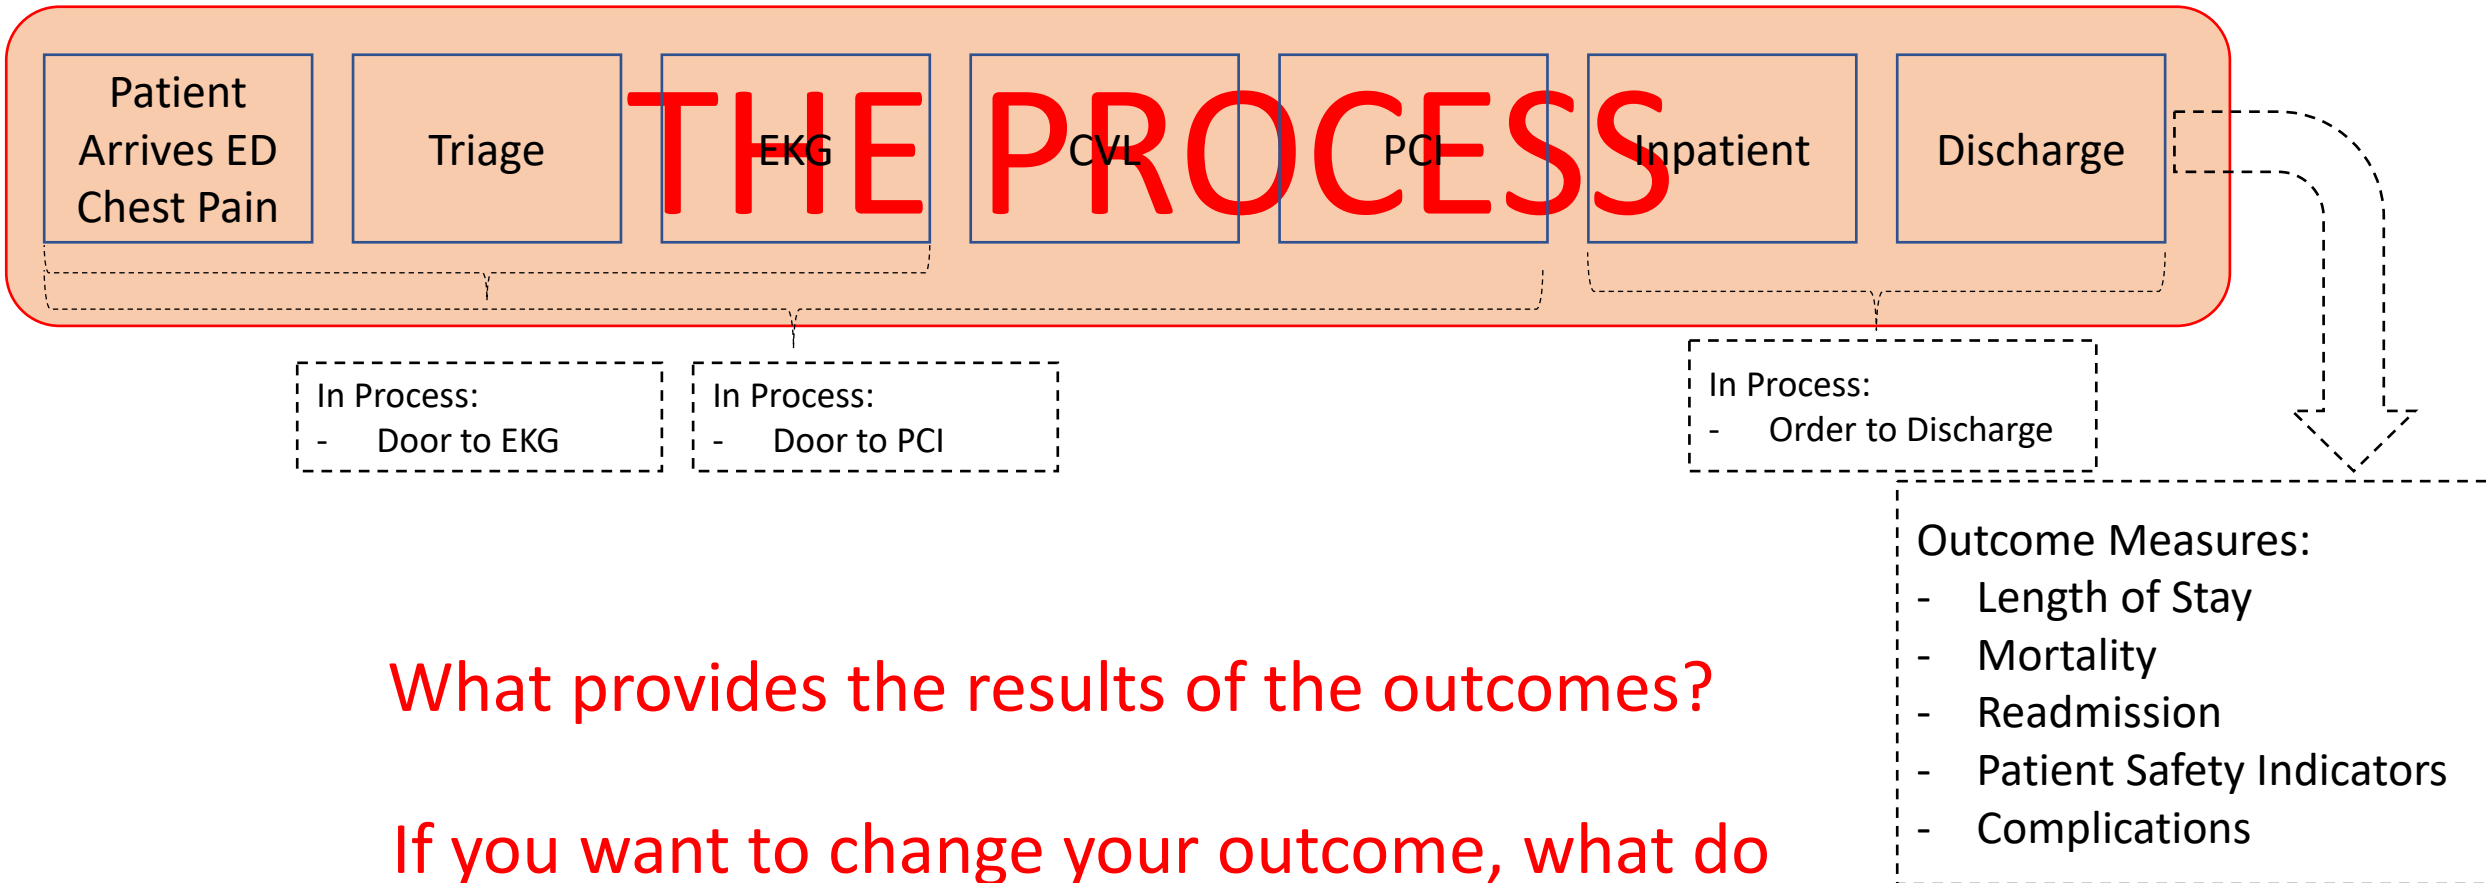 Patient
Arrives ED
Chest Pain
Triage
EKG
CVL
PCI
Inpatient
Discharge
THE PROCESS
In Process:
- Door to EKG
In Process:
- Door to PCI
In Process:
- Order to Discharge
Outcome Measures:
- Length of Stay
- Mortality
- Readmission
- Patient Safety Indicators
- Complications
What provides the results of the outcomes?
If you want to change your outcome, what do